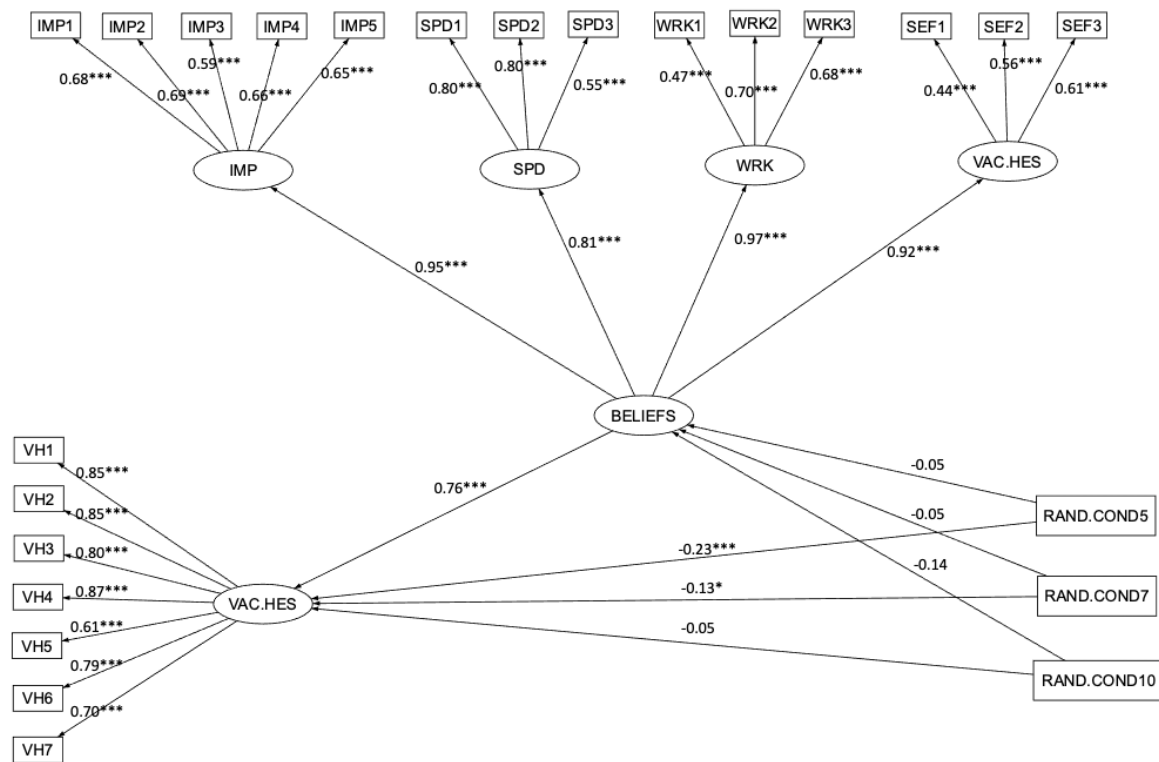 IMP1 IMP2 IMP3 IMP4 IMP5 SPD1 SPD2 SPD3 WRK1 WRK2 WRK3 SEF1 SEF2 SEF3
0.68*** 0.69*** 0.59*** 0.66*** 0.65*** 0.80*** 0.80*** 0.55*** 0.47*** 0.70*** 0.68*** 0.44*** 0.56*** 0.61***
IMP SPD WRK VAC.HES
0.95*** 0.81*** 0.97*** 0.92***
BELIEFS
VH1
0.85***
VH2
0.85***
VH3
0.80***
VH4
0.87***
VH5
0.61***
VH6
0.79***
VH7
0.70***
VAC.HES
0.76***
-0.05
-0.05
-0.14
-0.23***
-0.13*
-0.05
RAND.COND5
RAND.COND7
RAND.COND10